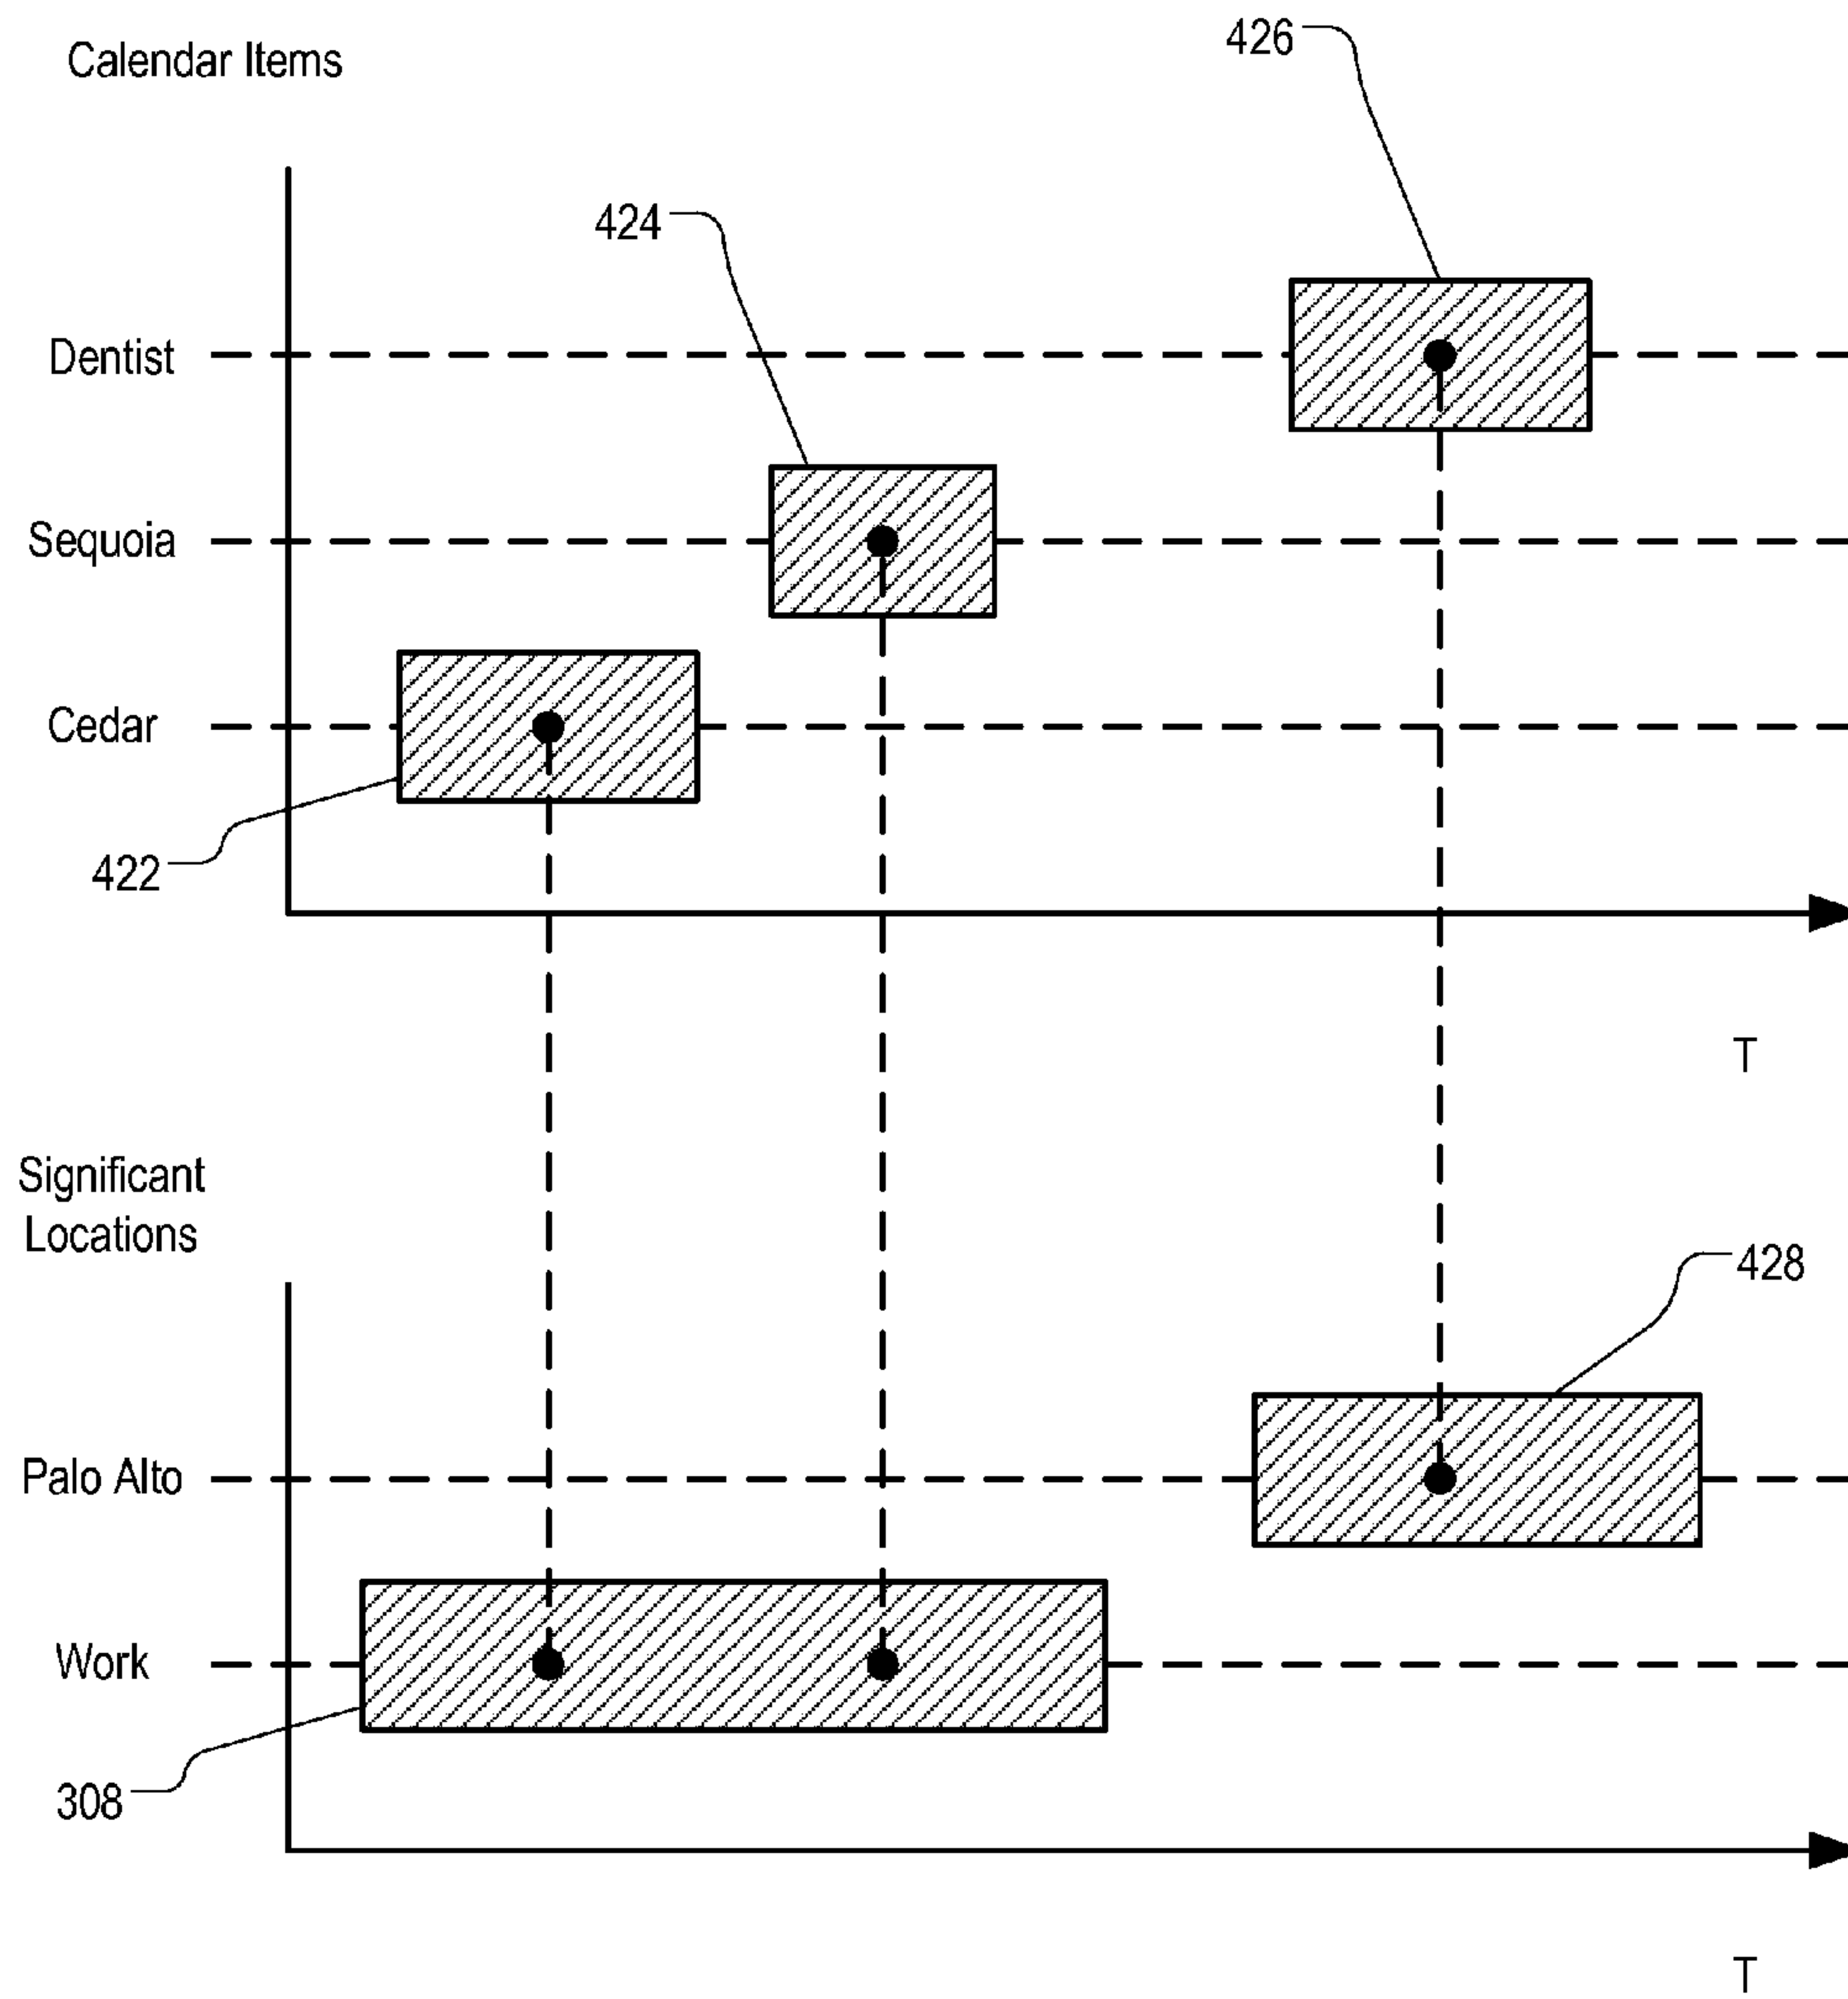 Calendar Items
426
424
Dentist
Sequoia
Cedar
422
T
Significant
Locations
428
Palo Alto
Work
308
T